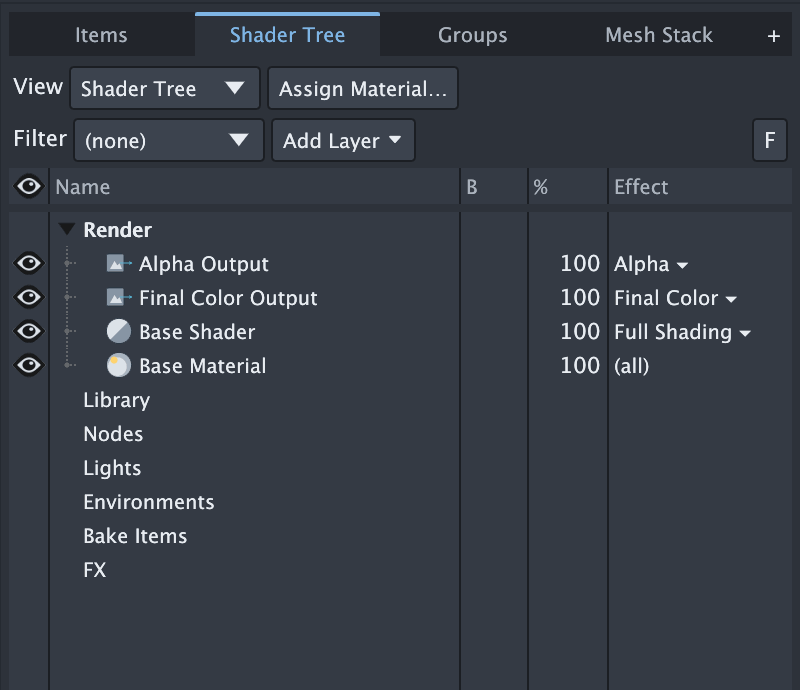 Items Shader Tree Groups Mesh Stack +
View Shader Tree Assign Material...
Filter (none) Add Layer F
Name B % Effect
Render
Alpha Output 100 Alpha
Final Color Output 100 Final Color
Base Shader 100 Full Shading
Base Material 100 (all)
Library
Nodes
Lights
Environments
Bake Items
FX